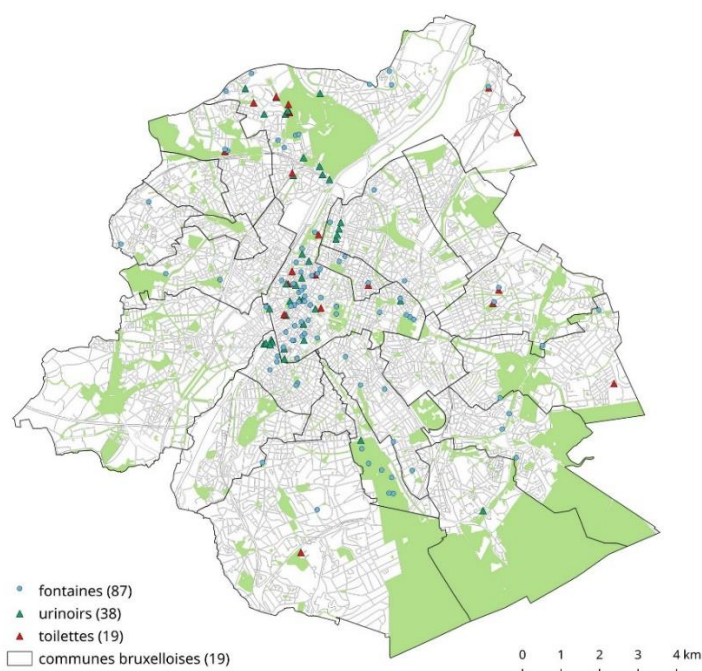 fontaines (87)
urinoirs (38)
toilettes (19)
communes bruxelloises (19)
0 1 2 3 4 km